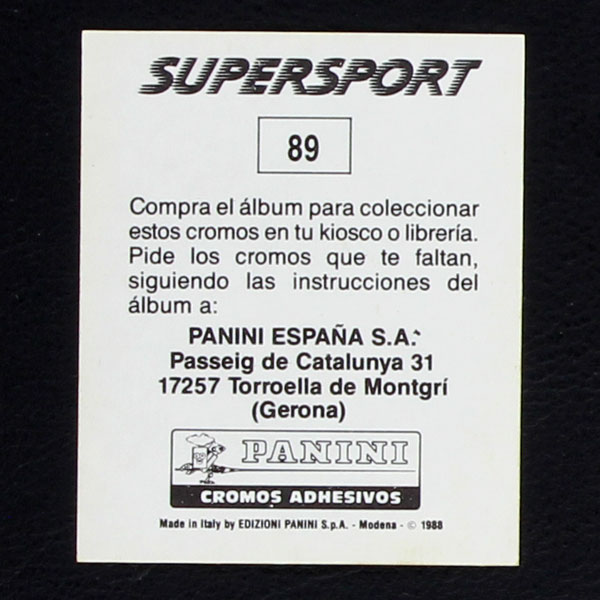 SUPERSPORT
89
Compra el álbum para coleccionar
estos cromos en tu kiosco o librería.
Pide los cromos que te faltan,
siguiendo las instrucciones del
álbum a:
PANINI ESPAÑA S.A.
Passeig de Catalunya 31
17257 Torroella de Montgrí
(Gerona)
PANINI
CROMOS ADHESIVOS
Made in Italy by EDIZIONI PANINI S.p.A. - Modena - © 1988